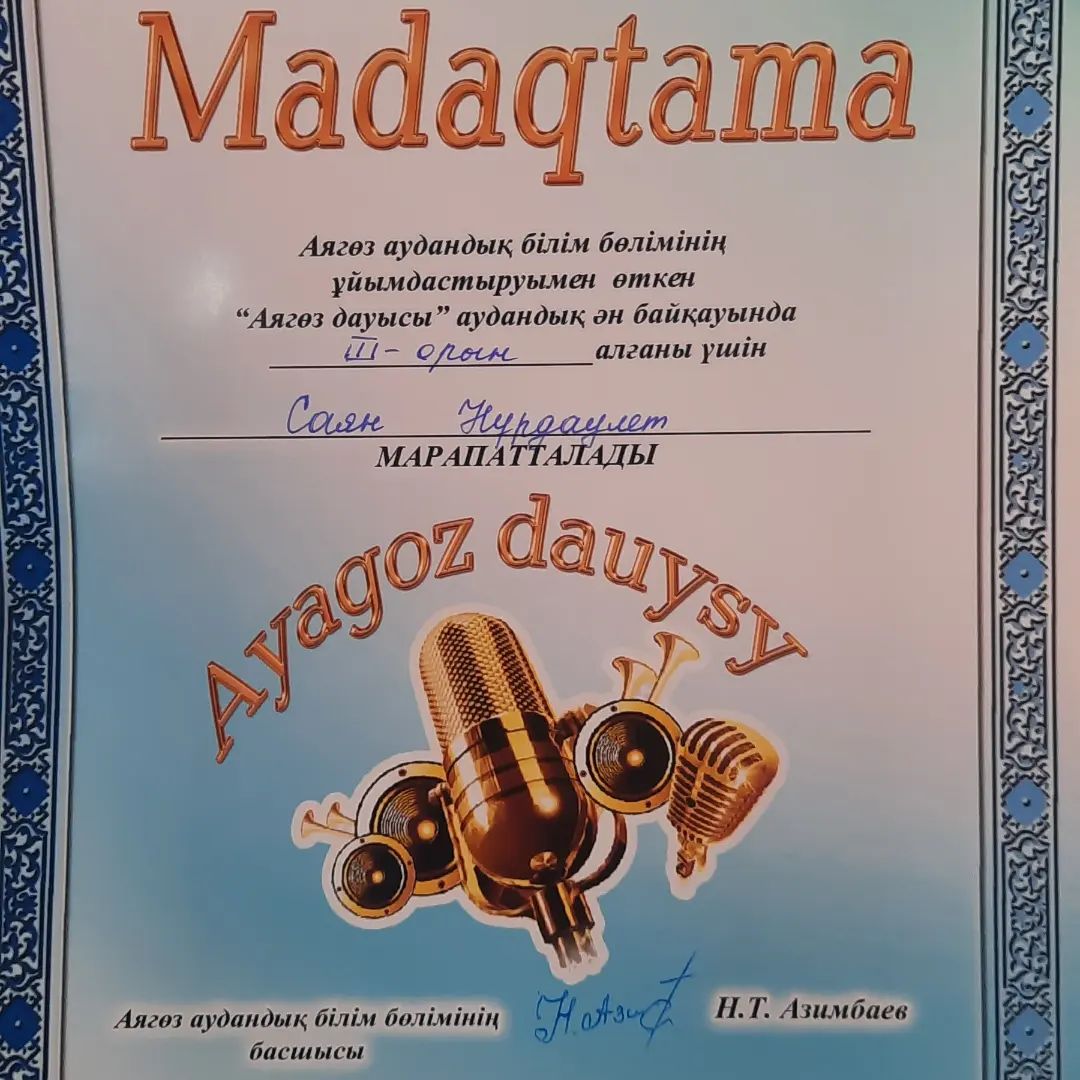 Madaqtama
Аягөз аудандық білім бөлімінің
ұйымдастыруымен өткен
“Аягөз дауысы” аудандық ән байқауында
III - орын алғаны үшін
Саян Нұрдаулет
МАРАПАТТАЛАДЫ
Ayagoz dauysy
Аягөз аудандық білім бөлімінің
басшысы
Н.Т. Азимбаев